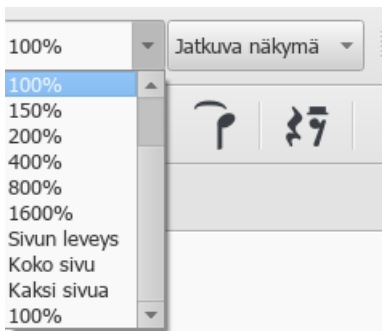 100% Jatkuva näkymä
100%
150%
200%
400%
800%
1600%
Sivun leveys
Koko sivu
Kaksi sivua
100%